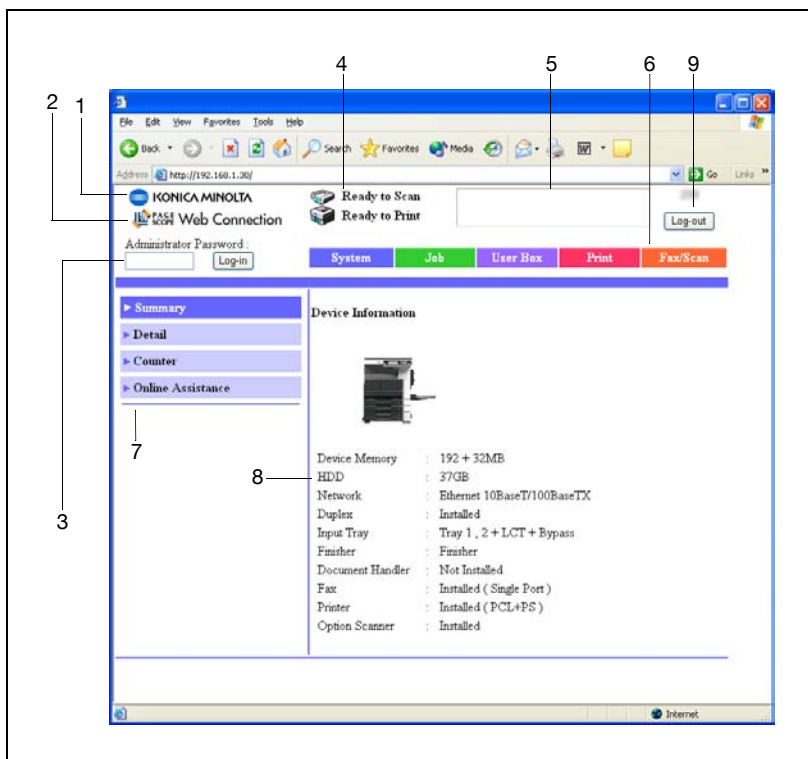 4 5 6 9
2 1
File Edit View Favorites Tools Help
Back Search Favorites Media
Address http://192.168.1.30/ Go Links »
KONICA MINOLTA
Ready to Scan
PAGE SCOPE Web Connection
Ready to Print
Log-out
Administrator Password :
Log-in
System Job User Box Print Fax/Scan
Summary
Device Information
Detail
Counter
Online Assistance
7
Device Memory : 192 + 32MB
8 HDD : 37GB
Network : Ethernet 10BaseT/100BaseTX
3
Duplex : Installed
Input Tray : Tray 1 , 2 + LCT + Bypass
Finisher : Finisher
Document Handler : Not Installed
Fax : Installed ( Single Port )
Printer : Installed ( PCL+PS )
Option Scanner : Installed
Internet